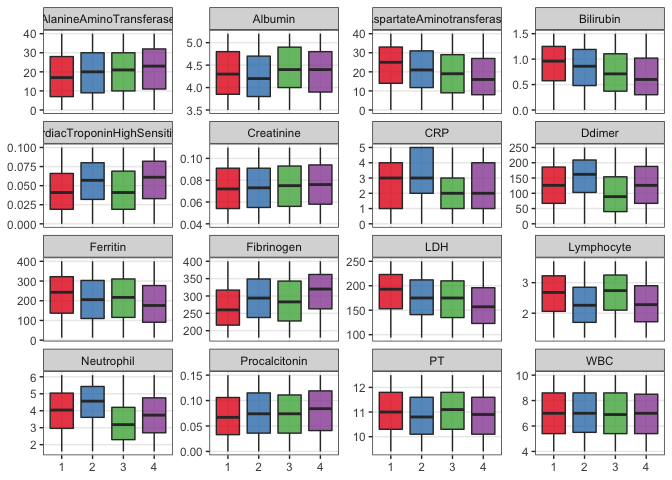 AlanineAminoTransferase Albumin spartateAminotransferas Bilirubin
40 30 20 10 0
5.0 4.5 4.0 3.5
40 30 20 10 0
1.5 1.0 0.5 0.0
rdiacTroponinHighSensiti Creatinine CRP Ddimer
0.100 0.075 0.050 0.025 0.000
0.10 0.08 0.06 0.04
5 4 3 2 1 0
250 200 150 100 50 0
Ferritin Fibrinogen LDH Lymphocyte
400 300 200 100 0
400 350 300 250 200
250 200 150 100
3 2
Neutrophil Procalcitonin PT WBC
6 5 4 3 2
0.15 0.10 0.05 0.00
12 11 10
10 8 6 4
1 2 3 4 1 2 3 4 1 2 3 4 1 2 3 4